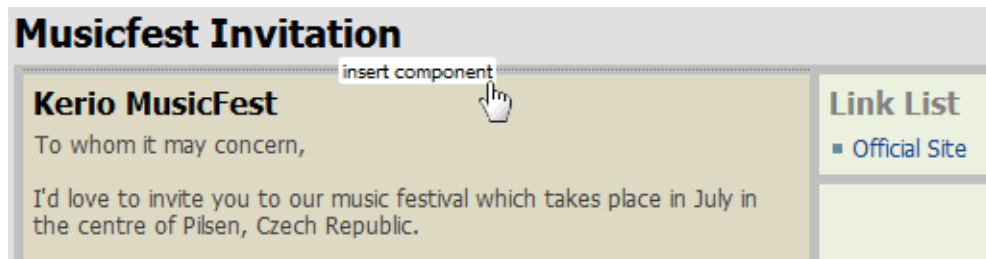 Musicfest Invitation
insert component
Kerio MusicFest
To whom it may concern,
I'd love to invite you to our music festival which takes place in July in
the centre of Pilsen, Czech Republic.
Link List
Official Site